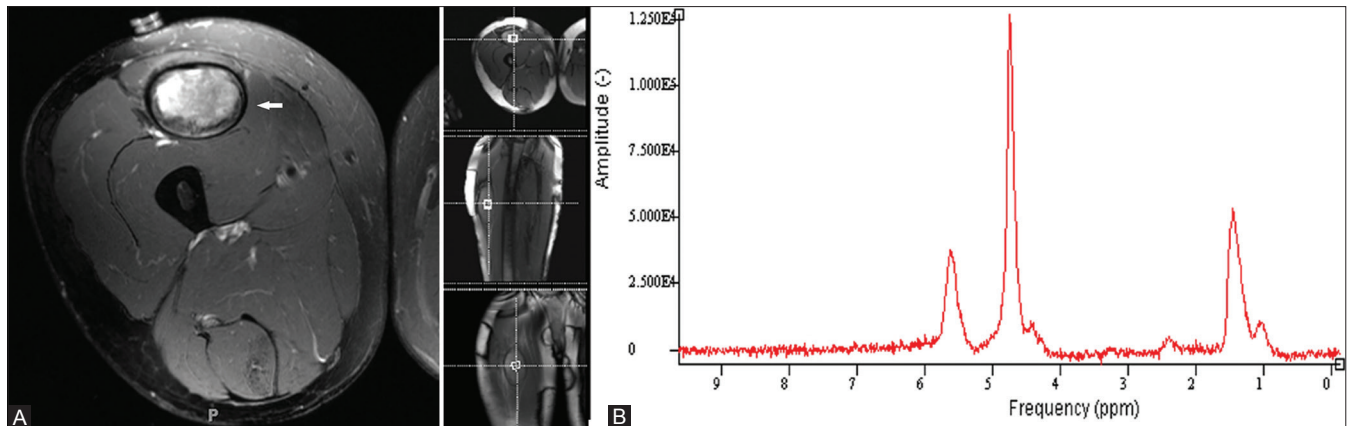 A
P
B
Amplitude (-)
1.250E5
1.000E5
7.500E4
5.000E4
2.500E4
0
9 8 7 6 5 4 3 2 1 0
Frequency (ppm)